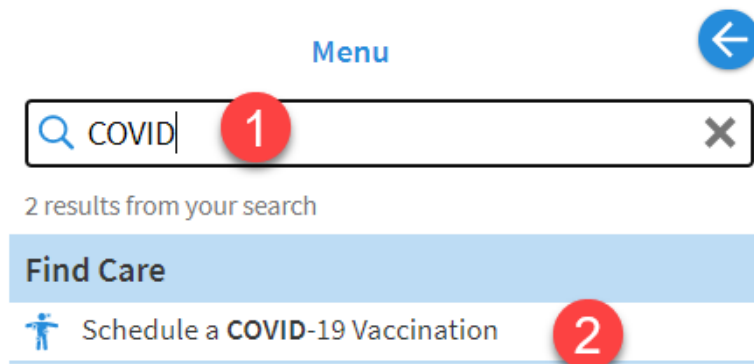 Menu
COVID 1
2 results from your search
Find Care
Schedule a COVID-19 Vaccination 2